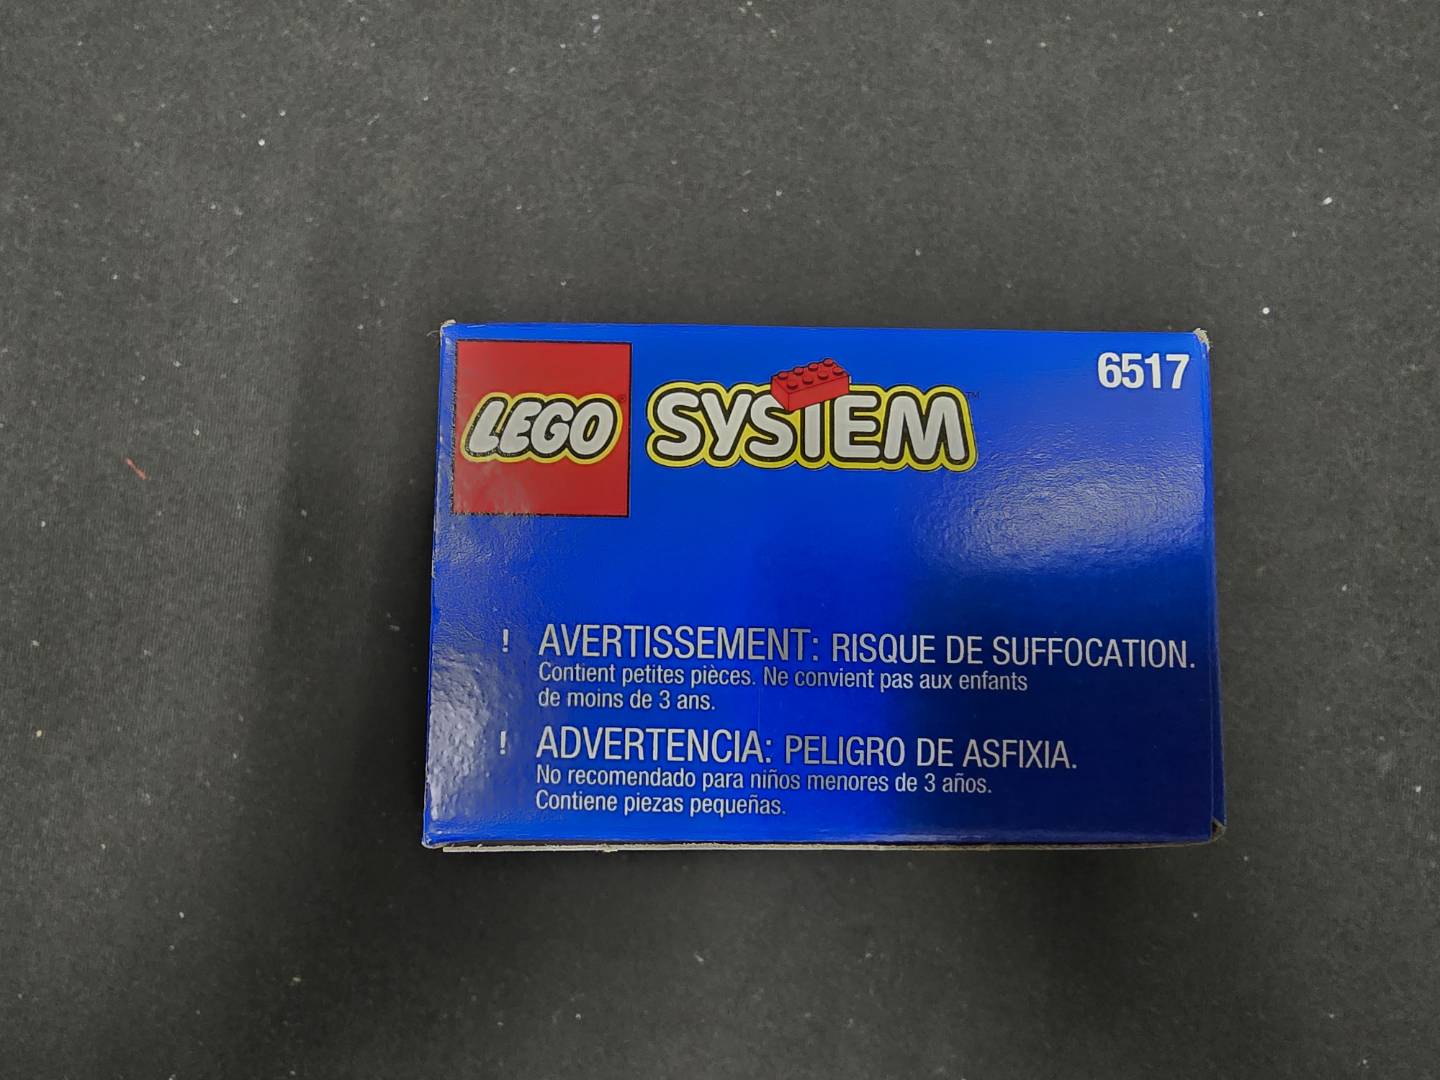 LEGO®
SYSTEM™
6517
! AVERTISSEMENT: RISQUE DE SUFFOCATION.
Contient petites pièces. Ne convient pas aux enfants
de moins de 3 ans.
! ADVERTENCIA: PELIGRO DE ASFIXIA.
No recomendado para niños menores de 3 años.
Contiene piezas pequeñas.